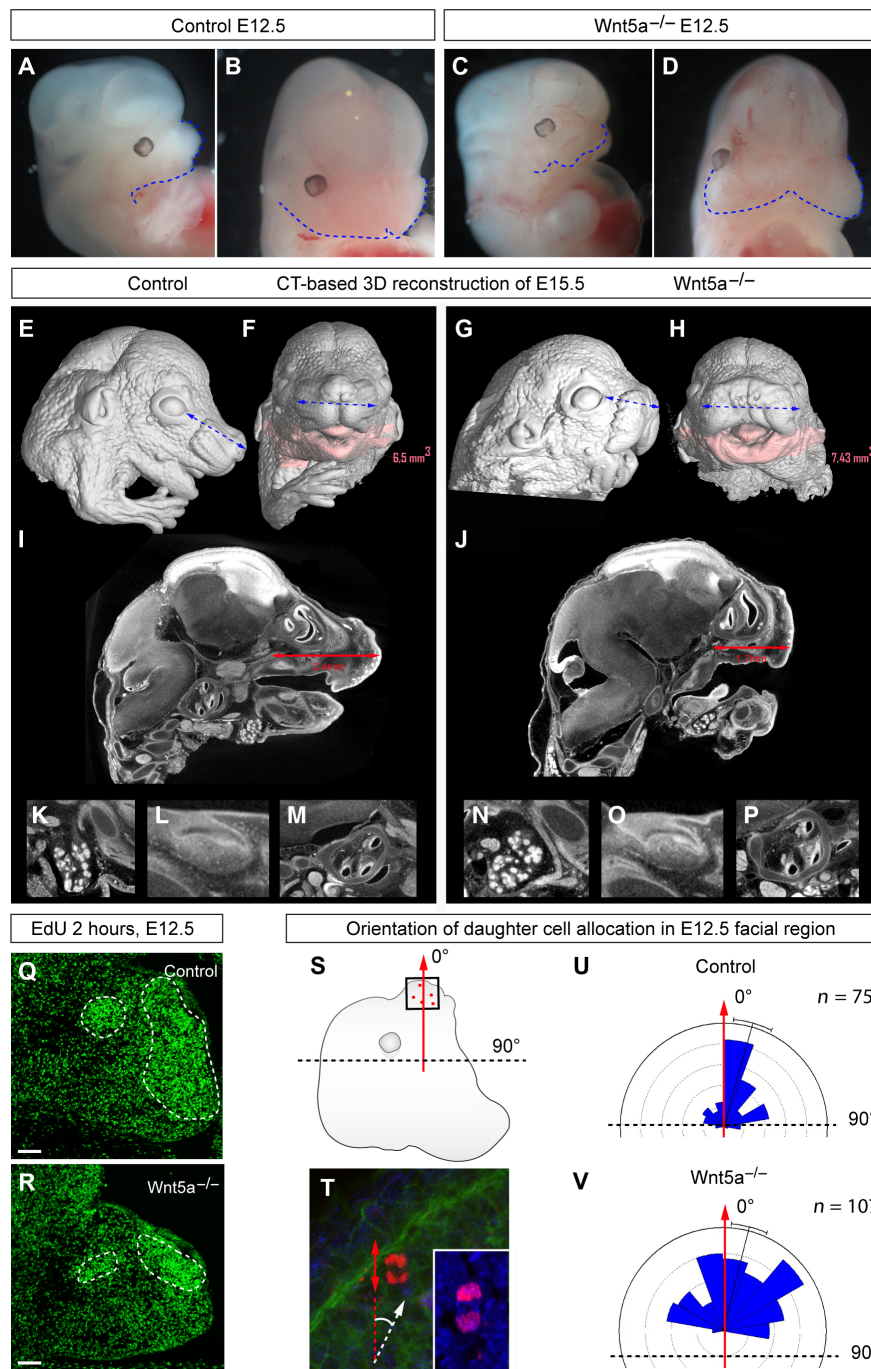 Control E12.5
Wnt5a–/– E12.5
A
B
C
D
Control
CT-based 3D reconstruction of E15.5
Wnt5a–/–
E
F
G
H
6,5 mm3
7,43 mm
I
J
K
L
M
N
O
P
EdU 2 hours, E12.5
Orientation of daughter cell allocation in E12.5 facial region
Q
Control
R
Wnt5a–/–
S
0°
90°
T
U
Control
0°
n = 75
90°
V
Wnt5a–/–
0°
n = 107
90